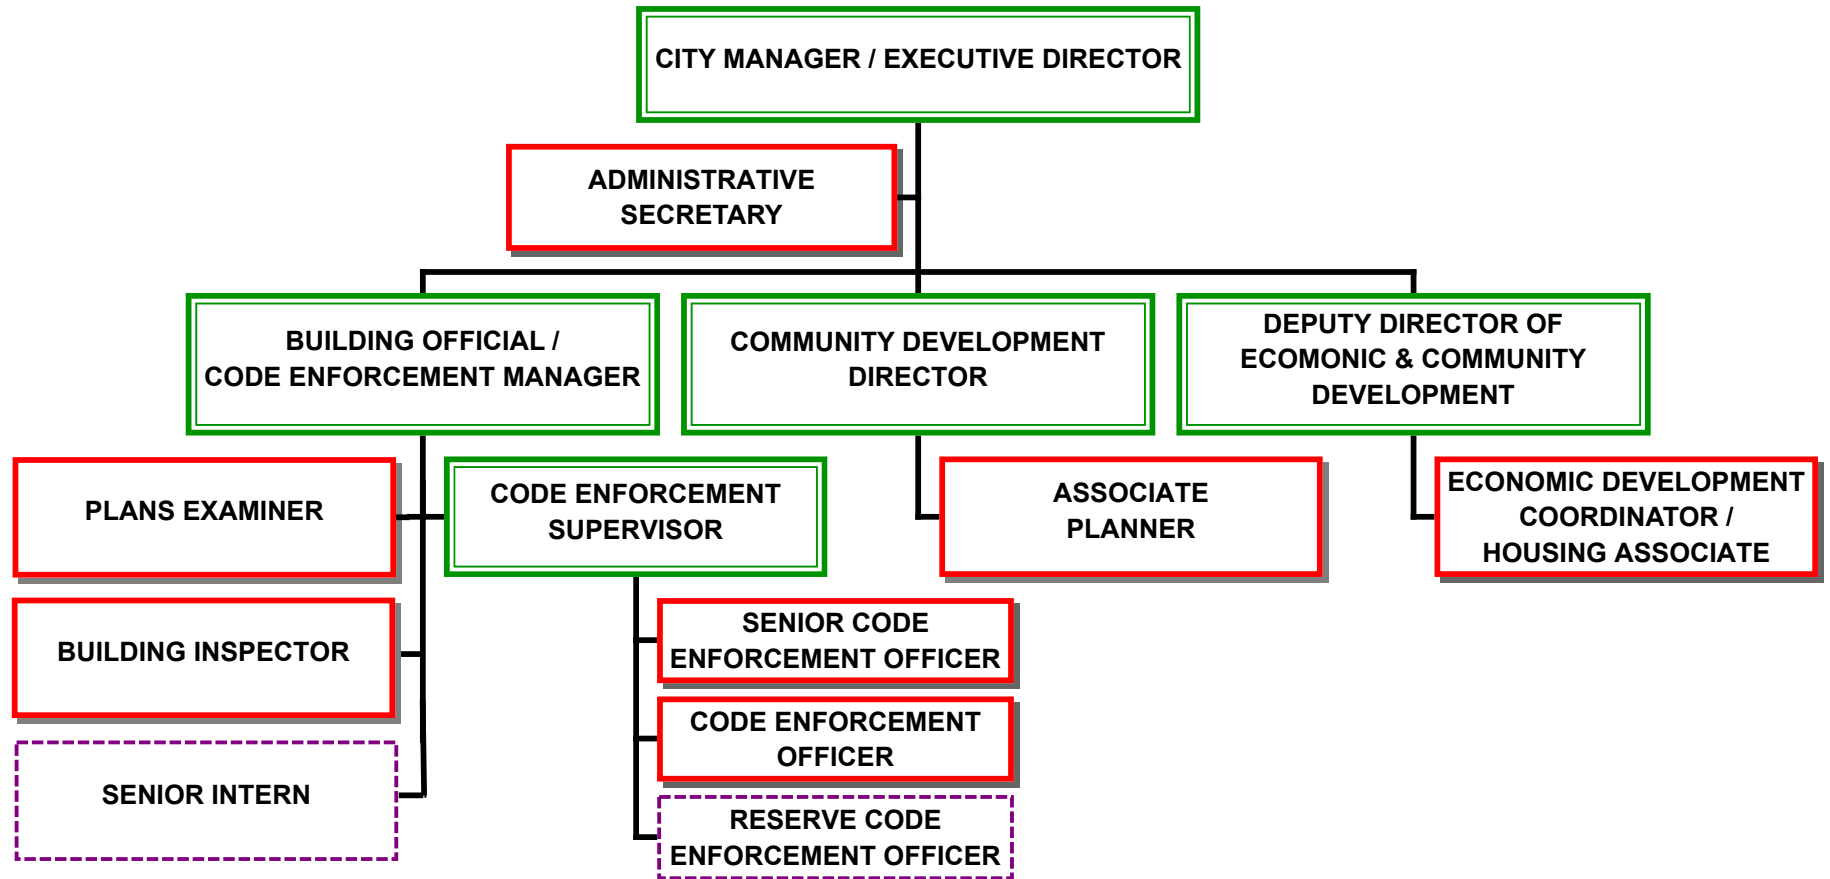 CITY MANAGER / EXECUTIVE DIRECTOR
ADMINISTRATIVE
SECRETARY
BUILDING OFFICIAL /
CODE ENFORCEMENT MANAGER
COMMUNITY DEVELOPMENT
DIRECTOR
DEPUTY DIRECTOR OF
ECOMONIC & COMMUNITY
DEVELOPMENT
PLANS EXAMINER
CODE ENFORCEMENT
SUPERVISOR
ASSOCIATE
PLANNER
ECONOMIC DEVELOPMENT
COORDINATOR /
HOUSING ASSOCIATE
BUILDING INSPECTOR
SENIOR CODE
ENFORCEMENT OFFICER
CODE ENFORCEMENT
OFFICER
SENIOR INTERN
RESERVE CODE
ENFORCEMENT OFFICER